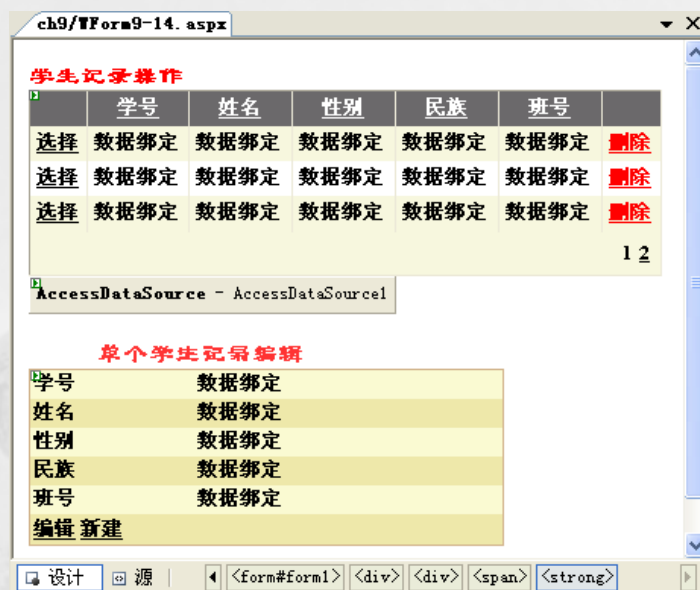 ch9/WForm9-14.aspx
学生记录操作
学号 姓名 性别 民族 班号
选择 数据绑定 数据绑定 数据绑定 数据绑定 数据绑定 删除
选择 数据绑定 数据绑定 数据绑定 数据绑定 数据绑定 删除
选择 数据绑定 数据绑定 数据绑定 数据绑定 数据绑定 删除
1 2
AccessDataSource - AccessDataSource1
单个学生记录编辑
学号 数据绑定
姓名 数据绑定
性别 数据绑定
民族 数据绑定
班号 数据绑定
编辑 新建
设计 源 <form#form1> <div> <div> <span> <strong>